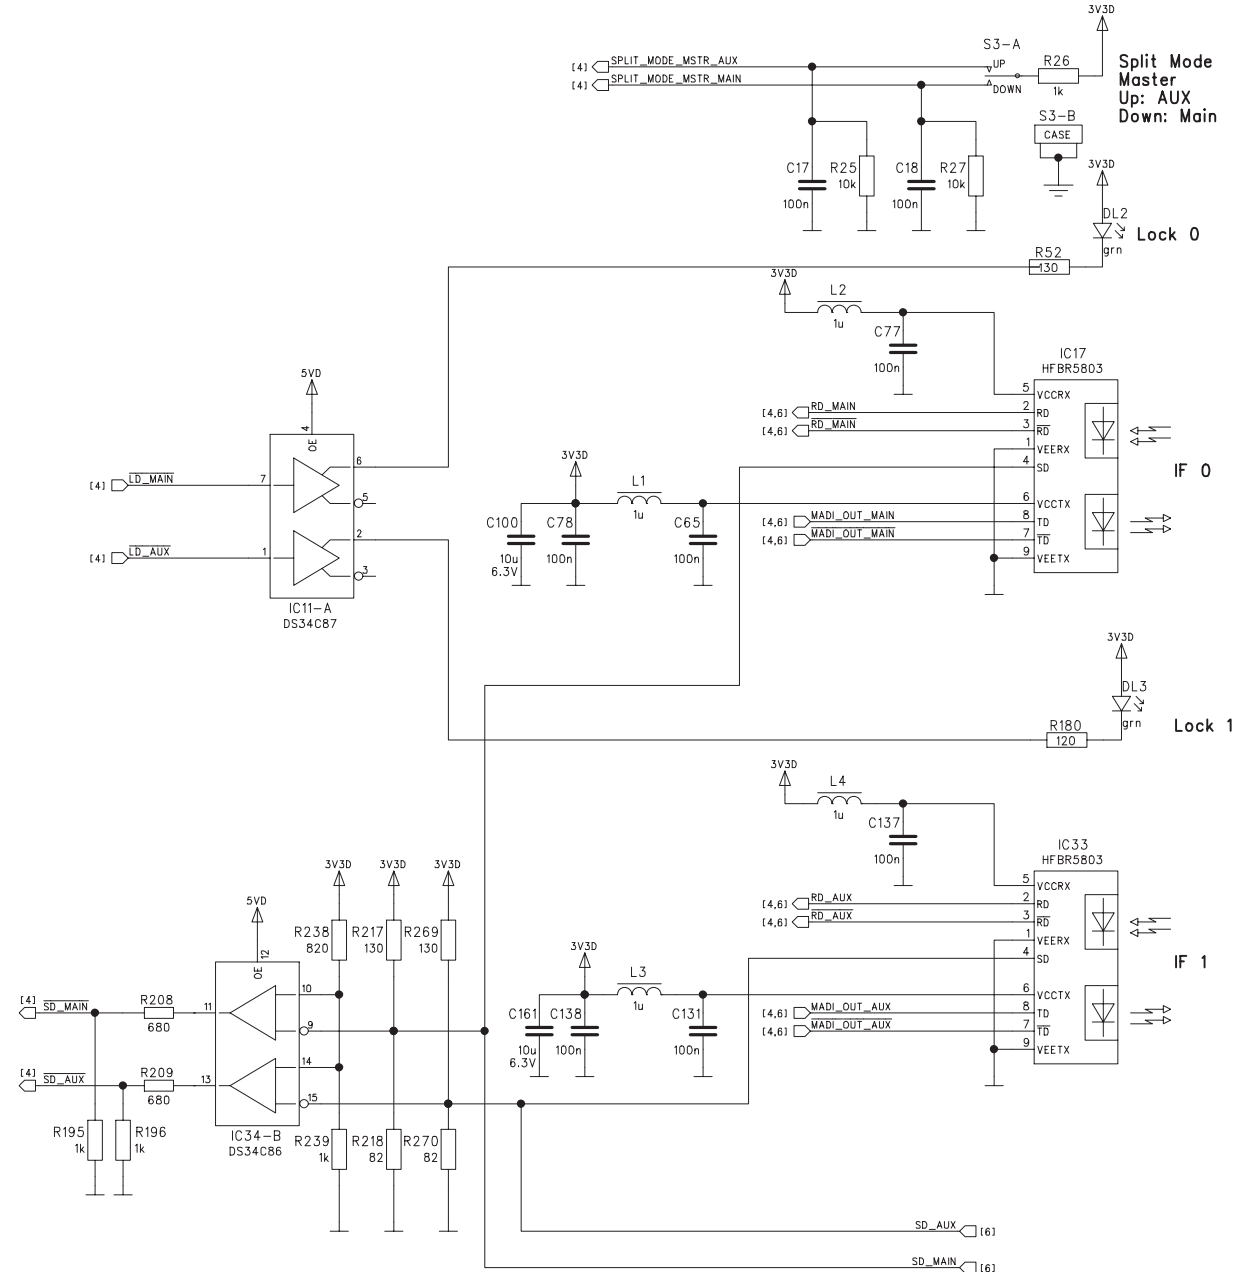 3V3D
S3-A
[4] SPLIT_MODE_MSTR_AUX
UP
R26
1k
[4] SPLIT_MODE_MSTR_MAIN
DOWN
Split Mode
Master
Up: AUX
Down: Main
S3-B
CASE
C17
100n
R25
10k
C18
100n
R27
10k
3V3D
DL2
grn
Lock 0
R52
130
3V3D
L2
1u
C77
100n
IC17
HFBR5803
5 VCCRX
[4,6] RD_MAIN 2 RD
[4,6] RD_MAIN 3 RD
1 VEERX
4 SD
IF 0
6 VCCTX
[4,6] MADI_OUT_MAIN 8 TD
[4,6] MADI_OUT_MAIN 7 TD
9 VEETX
5VD
4
OE
[4] LD_MAIN 7
6
5
[4] LD_AUX 1
2
3
IC11-A
DS34C87
3V3D
L1
1u
C100
10u
6.3V
C78
100n
C65
100n
3V3D
DL3
grn
Lock 1
R180
120
3V3D
L4
1u
C137
100n
IC33
HFBR5803
5 VCCRX
[4,6] RD_AUX 2 RD
[4,6] RD_AUX 3 RD
1 VEERX
4 SD
IF 1
6 VCCTX
[4,6] MADI_OUT_AUX 8 TD
[4,6] MADI_OUT_AUX 7 TD
9 VEETX
3V3D
L3
1u
C161
10u
6.3V
C138
100n
C131
100n
3V3D 3V3D 3V3D
R238
820
R217
130
R269
130
5VD
12
OE
[4] SD_MAIN
R208
680
11
10
9
[4] SD_AUX
R209
680
13
14
15
IC34-B
DS34C86
R195
1k
R196
1k
R239
1k
R218
82
R270
82
SD_AUX [6]
SD_MAIN [6]